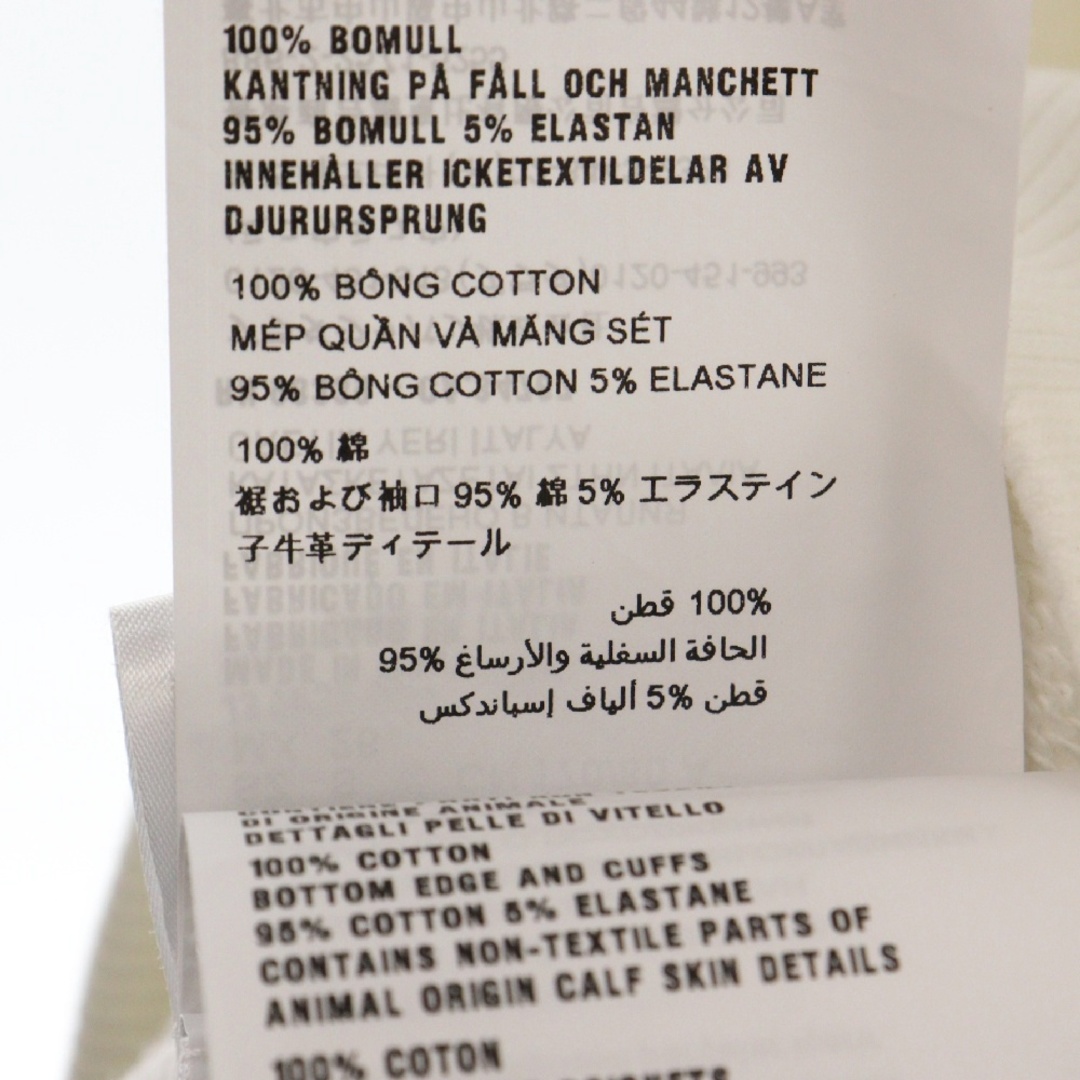 100% BOMULL
KANTNING PÅ FÅLL OCH MANCHETT
95% BOMULL 5% ELASTAN
INNEHÅLLER ICKETEXTILDELAR AV
DJURURSPRUNG
100% BÔNG COTTON
MÉP QUẦN VÀ MĂNG SÉT
95% BÔNG COTTON 5% ELASTANE
100% 綿
裾および袖口 95% 綿 5% エラステイン
子牛革ディテール
100% قطن
الحافة السفلية والأرساغ 95%
قطن 5% ألياف إسباندكس
DI ORIGINE ANIMALE
DETTAGLI PELLE DI VITELLO
100% COTTON
BOTTOM EDGE AND CUFFS
95% COTTON 5% ELASTANE
CONTAINS NON-TEXTILE PARTS OF
ANIMAL ORIGIN CALF SKIN DETAILS
100% COTON